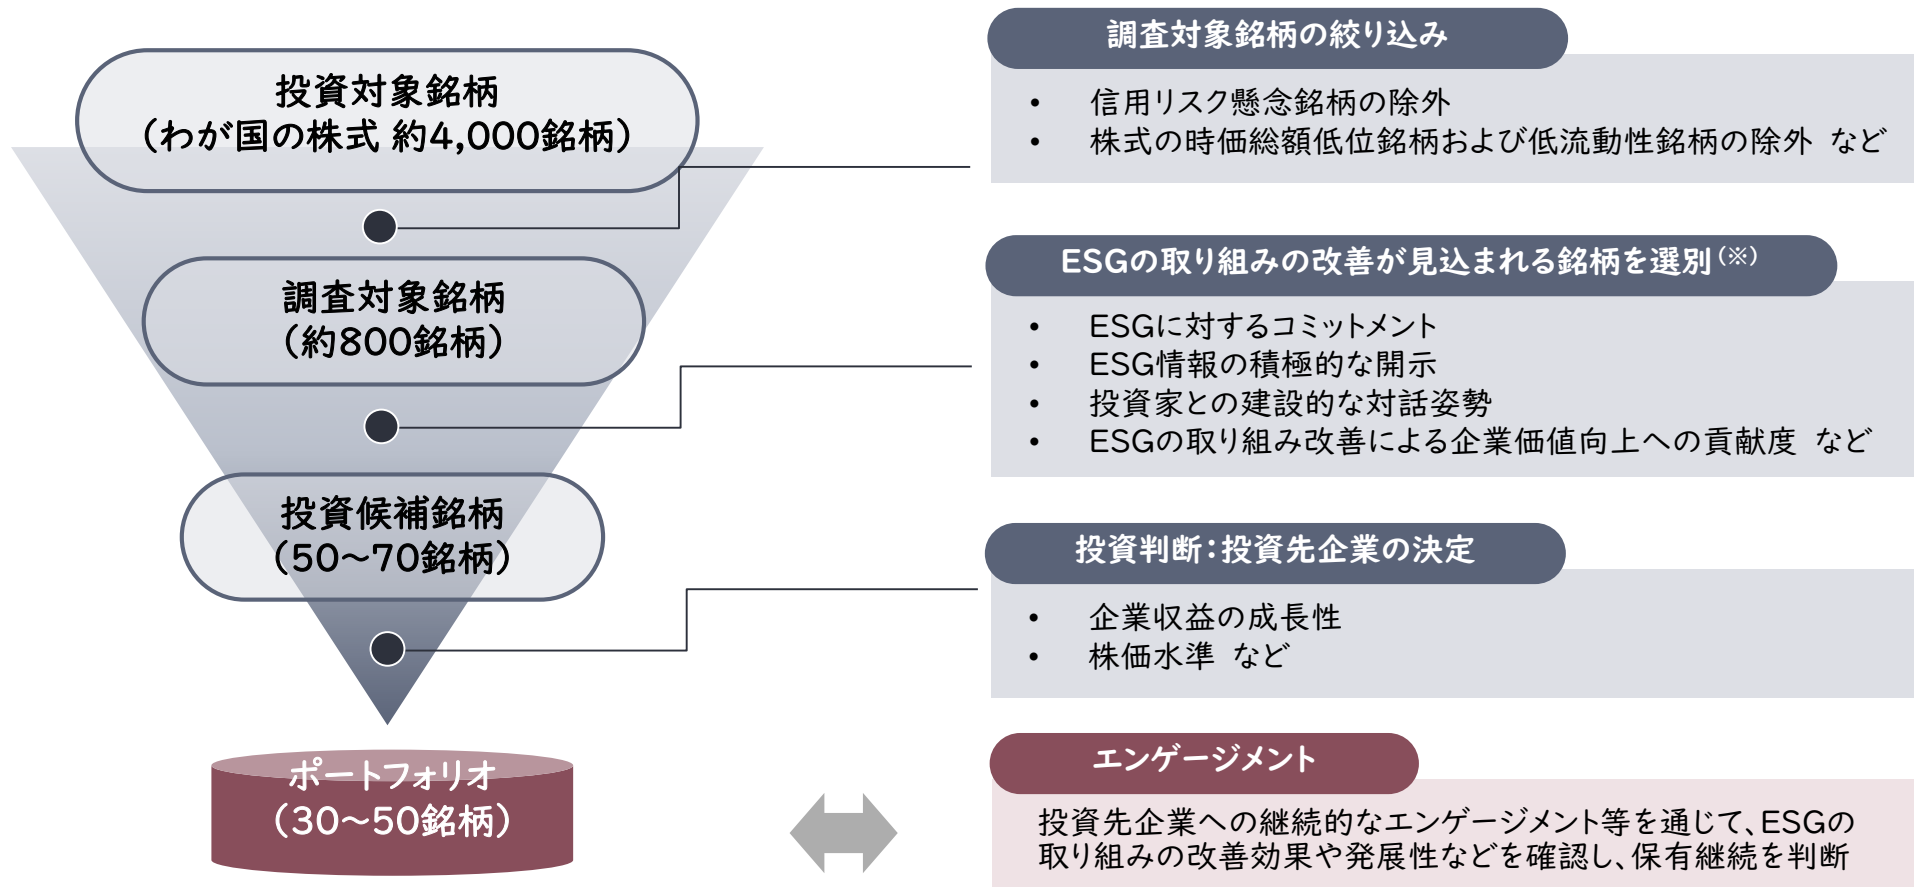 投資対象銘柄
（わが国の株式 約4,000銘柄）
調査対象銘柄
（約800銘柄）
投資候補銘柄
（50～70銘柄）
ポートフォリオ
（30～50銘柄）
調査対象銘柄の絞り込み
• 信用リスク懸念銘柄の除外
• 株式の時価総額低位銘柄および低流動性銘柄の除外 など
ESGの取り組みの改善が見込まれる銘柄を選別（※）
• ESGに対するコミットメント
• ESG情報の積極的な開示
• 投資家との建設的な対話姿勢
• ESGの取り組み改善による企業価値向上への貢献度 など
投資判断：投資先企業の決定
• 企業収益の成長性
• 株価水準 など
エンゲージメント
投資先企業への継続的なエンゲージメント等を通じて、ESGの
取り組みの改善効果や発展性などを確認し、保有継続を判断